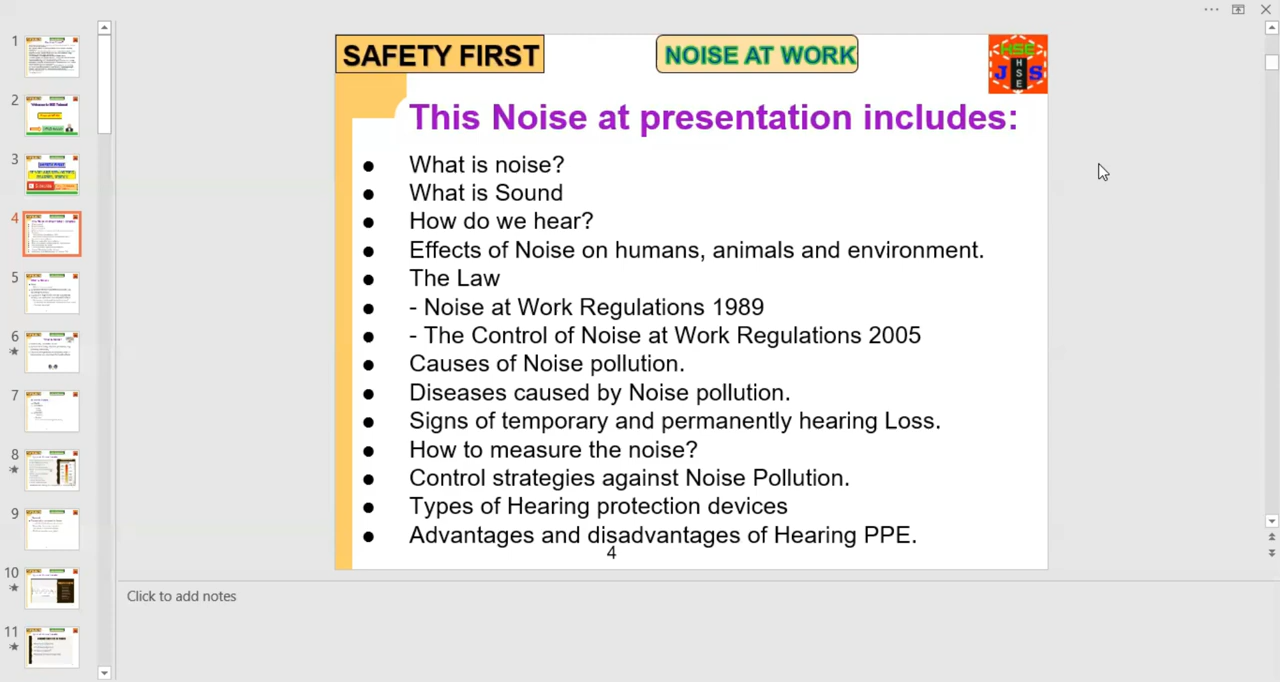 SAFETY FIRST
NOISE AT WORK
HSE
J HSE S
This Noise at presentation includes:
● What is noise?
● What is Sound
● How do we hear?
● Effects of Noise on humans, animals and environment.
● The Law
● - Noise at Work Regulations 1989
● - The Control of Noise at Work Regulations 2005
● Causes of Noise pollution.
● Diseases caused by Noise pollution.
● Signs of temporary and permanently hearing Loss.
● How to measure the noise?
● Control strategies against Noise Pollution.
● Types of Hearing protection devices
● Advantages and disadvantages of Hearing PPE.
4
Click to add notes
1
2
3
4
5
6
7
8
9
10
11